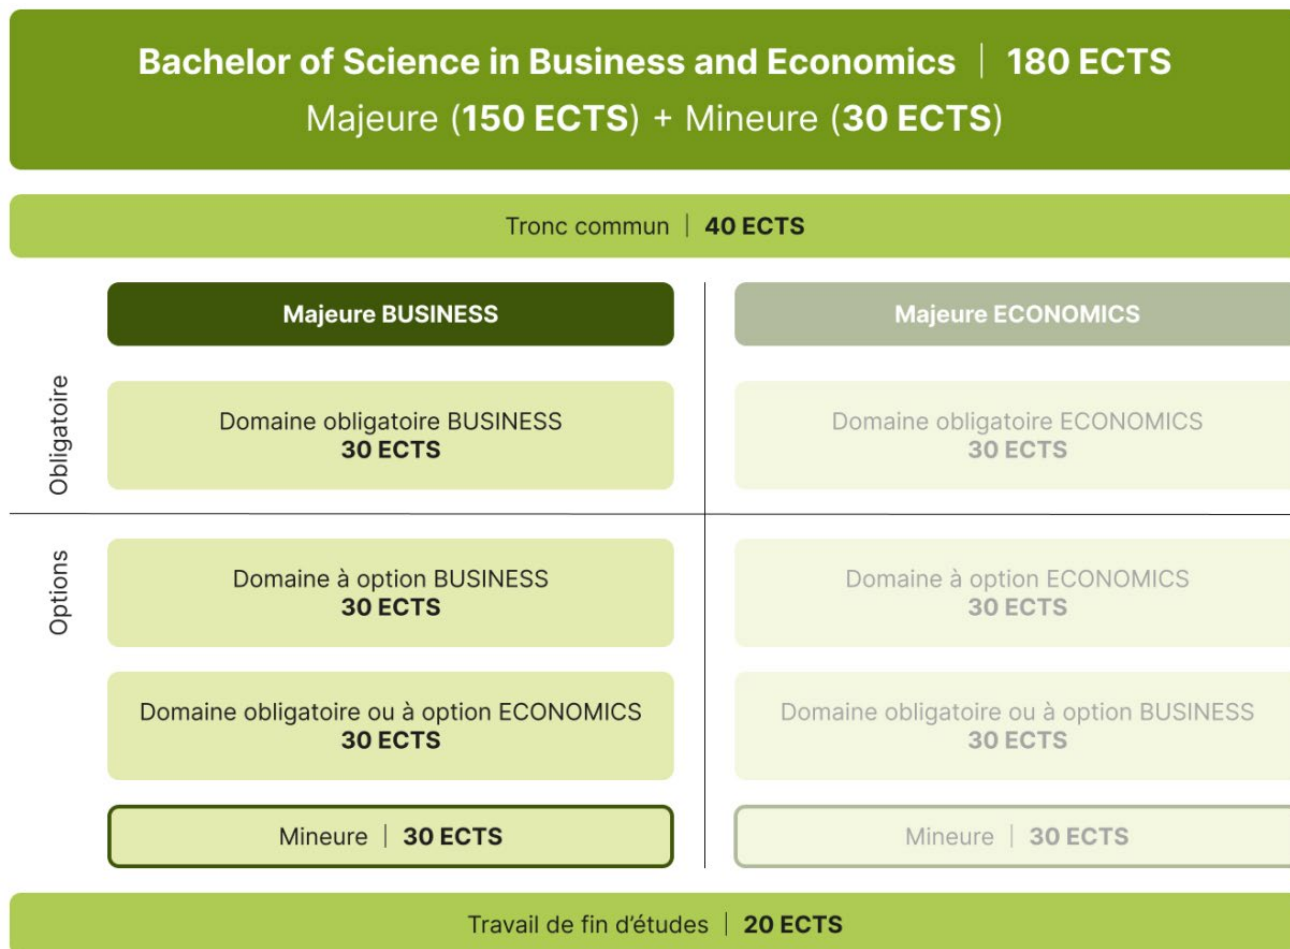 Bachelor of Science in Business and Economics | 180 ECTS
Majeure (150 ECTS) + Mineure (30 ECTS)
Tronc commun | 40 ECTS
Majeure BUSINESS
Majeure ECONOMICS
Obligatoire
Domaine obligatoire BUSINESS
30 ECTS
Domaine obligatoire ECONOMICS
30 ECTS
Options
Domaine à option BUSINESS
30 ECTS
Domaine à option ECONOMICS
30 ECTS
Domaine obligatoire ou à option ECONOMICS
30 ECTS
Domaine obligatoire ou à option BUSINESS
30 ECTS
Mineure | 30 ECTS
Mineure | 30 ECTS
Travail de fin d’études | 20 ECTS